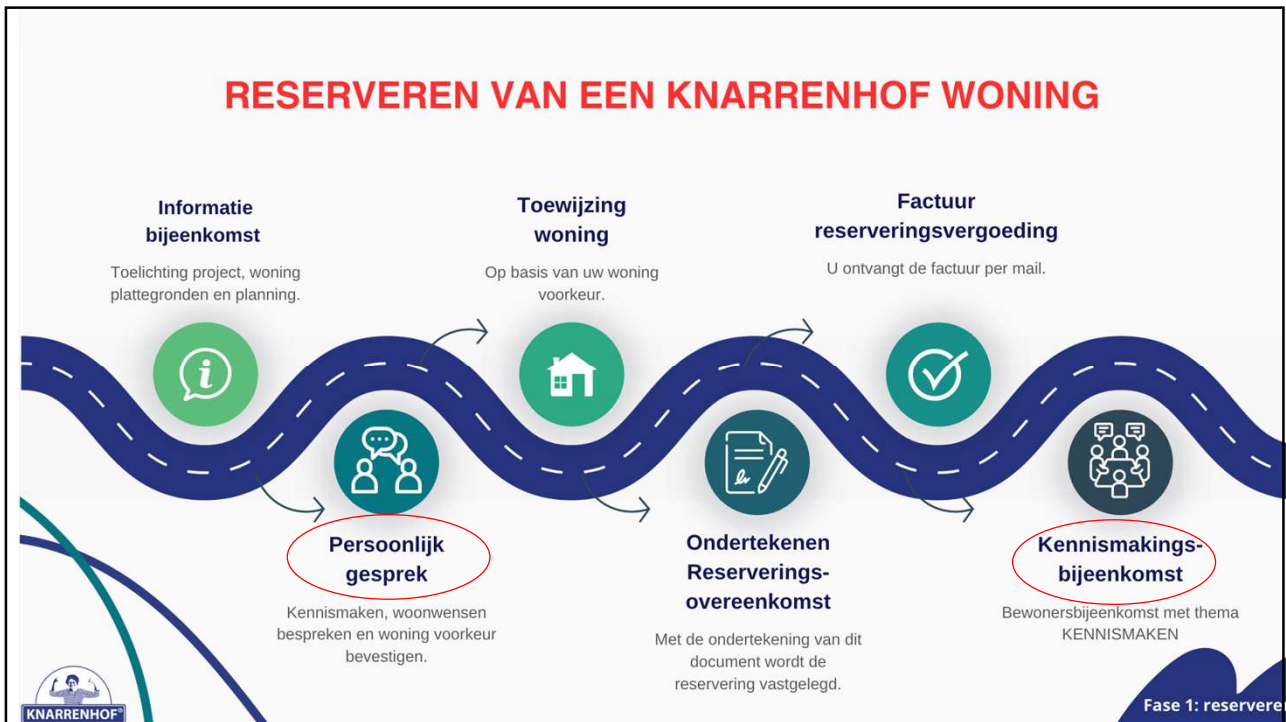 RESERVEREN VAN EEN KNARRENHOF WONING
Informatie
bijeenkomst
Toelichting project, woning
plattegronden en planning.
Toewijzing
woning
Op basis van uw woning
voorkeur.
Factuur
reserveringsvergoeding
U ontvangt de factuur per mail.
Persoonlijk
gesprek
Kennismaken, woonwensen
bespreken en woning voorkeur
bevestigen.
Ondertekenen
Reserverings-
overeenkomst
Met de ondertekening van dit
document wordt de
reservering vastgelegd.
Kennismakings-
bijeenkomst
Bewonersbijeenkomst met thema
KENNISMAKEN
KNARRENHOF®
Fase 1: reservere